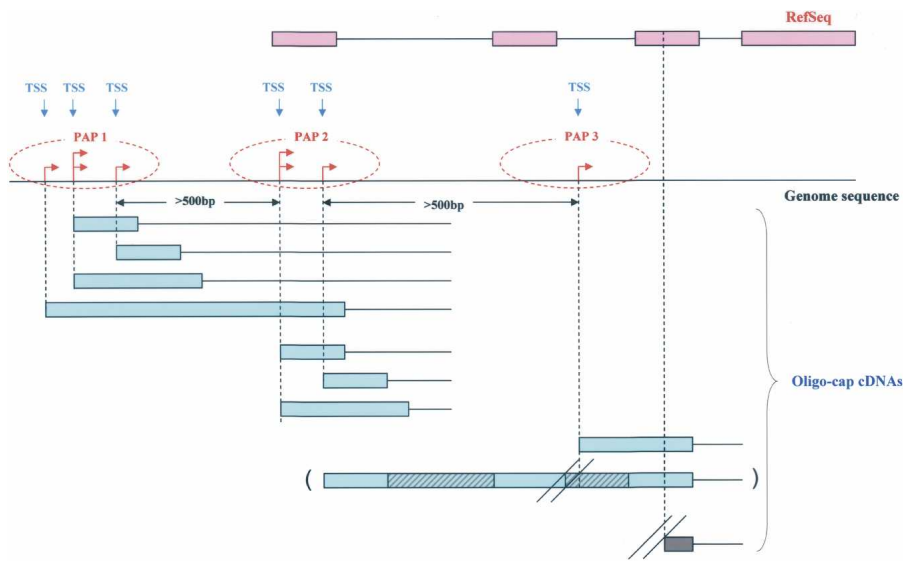 RefSeq
TSS TSS TSS TSS TSS TSS
PAP 1 PAP 2 PAP 3
>500bp >500bp
Genome sequence
Oligo-cap cDNAs
( )